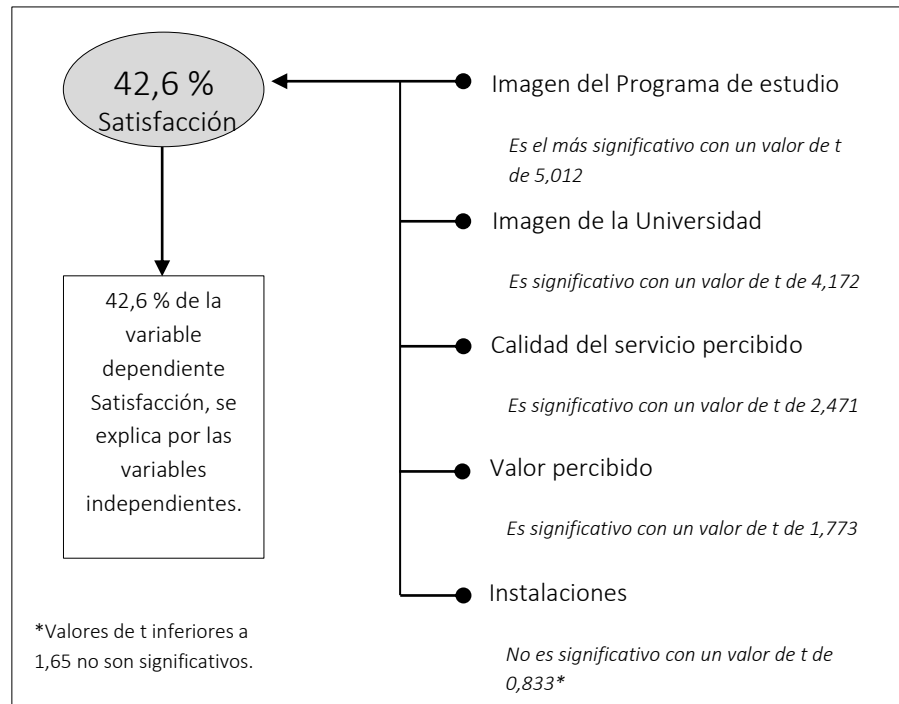 42,6 %
Satisfacción
42,6 % de la
variable
dependiente
Satisfacción, se
explica por las
variables
independientes.
*Valores de t inferiores a
1,65 no son significativos.
Imagen del Programa de estudio
Es el más significativo con un valor de t
de 5,012
Imagen de la Universidad
Es significativo con un valor de t de 4,172
Calidad del servicio percibido
Es significativo con un valor de t de 2,471
Valor percibido
Es significativo con un valor de t de 1,773
Instalaciones
No es significativo con un valor de t de
0,833*